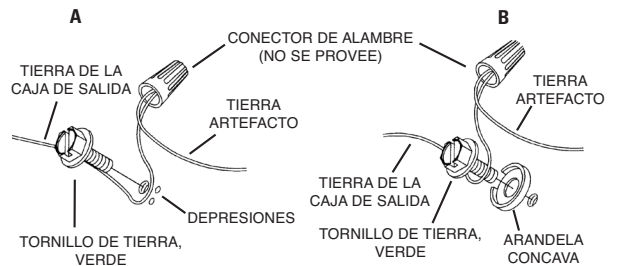 A
B
CONECTOR DE ALAMBRE
(NO SE PROVEE)
TIERRA DE LA
CAJA DE SALIDA
TIERRA
ARTEFACTO
DEPRESIONES
TORNILLO DE TIERRA,
VERDE
TIERRA
ARTEFACTO
TIERRA DE LA
CAJA DE SALIDA
TORNILLO DE TIERRA,
VERDE
ARANDELA
CONCAVA